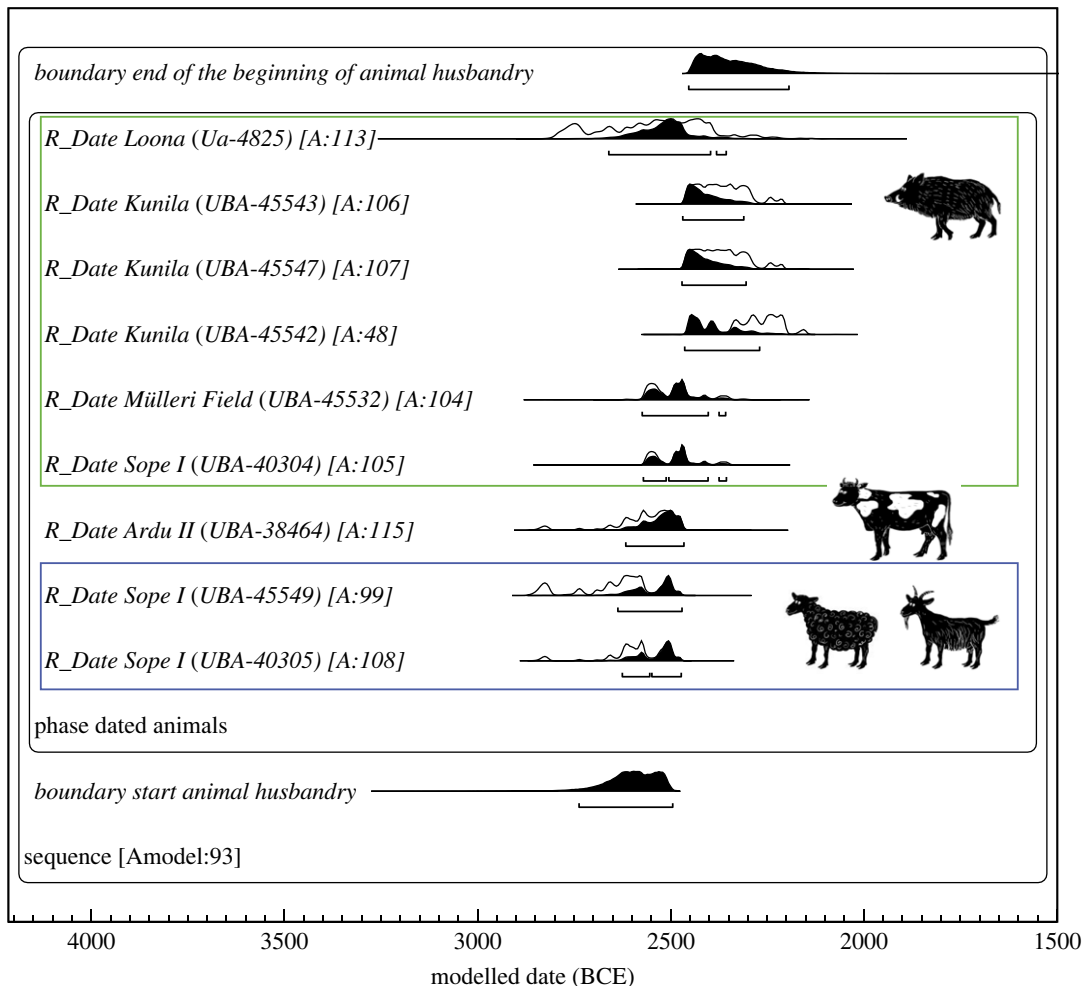 boundary end of the beginning of animal husbandry
R_Date Loona (Ua-4825) [A:113]
R_Date Kunila (UBA-45543) [A:106]
R_Date Kunila (UBA-45547) [A:107]
R_Date Kunila (UBA-45542) [A:48]
R_Date Mülleri Field (UBA-45532) [A:104]
R_Date Sope I (UBA-40304) [A:105]
R_Date Ardu II (UBA-38464) [A:115]
R_Date Sope I (UBA-45549) [A:99]
R_Date Sope I (UBA-40305) [A:108]
phase dated animals
boundary start animal husbandry
sequence [Amodel:93]
4000 3500 3000 2500 2000 1500
modelled date (BCE)